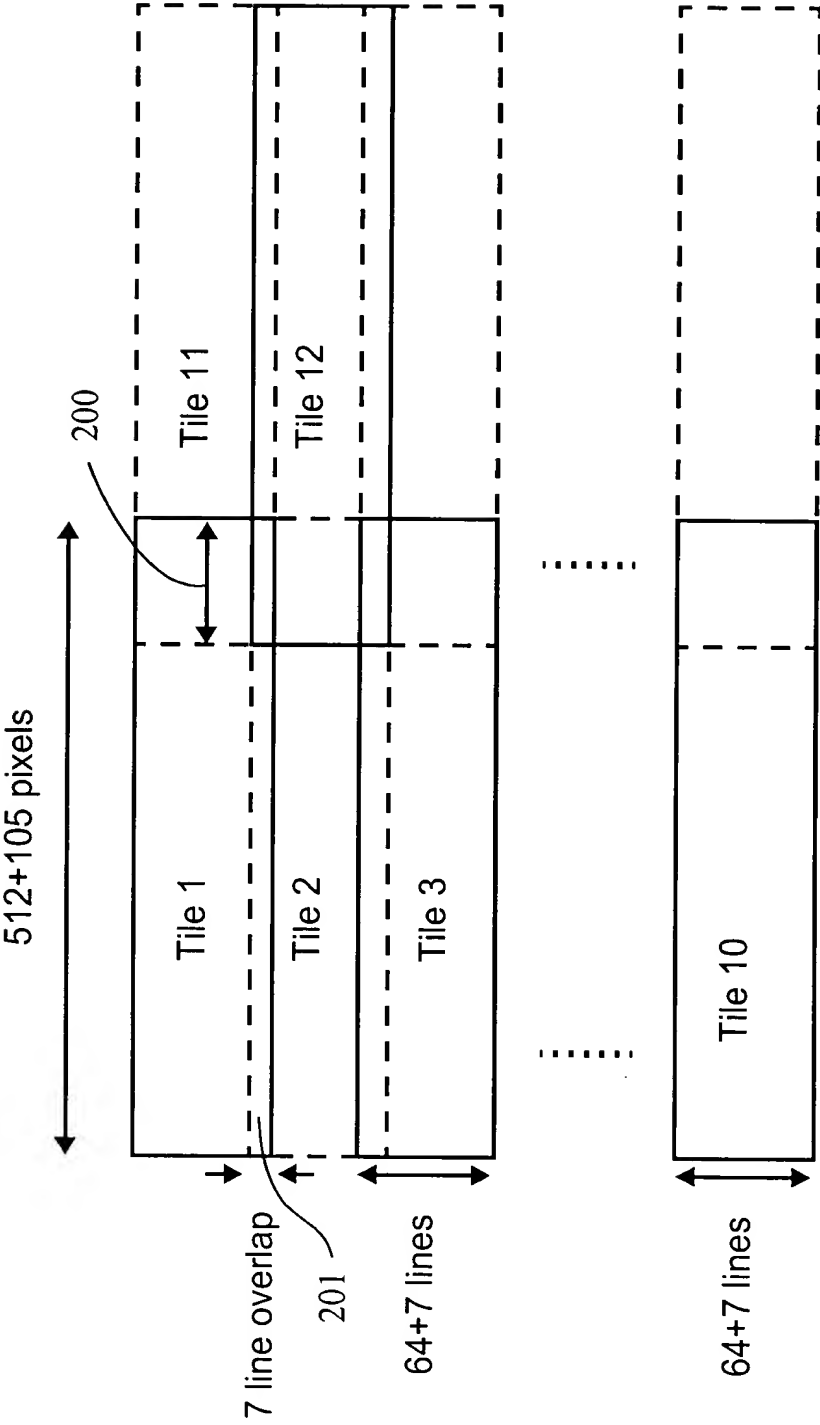 512+105 pixels
200
Tile 1
Tile 11
7 line overlap
201
Tile 2
Tile 12
64+7 lines
Tile 3
64+7 lines
Tile 10